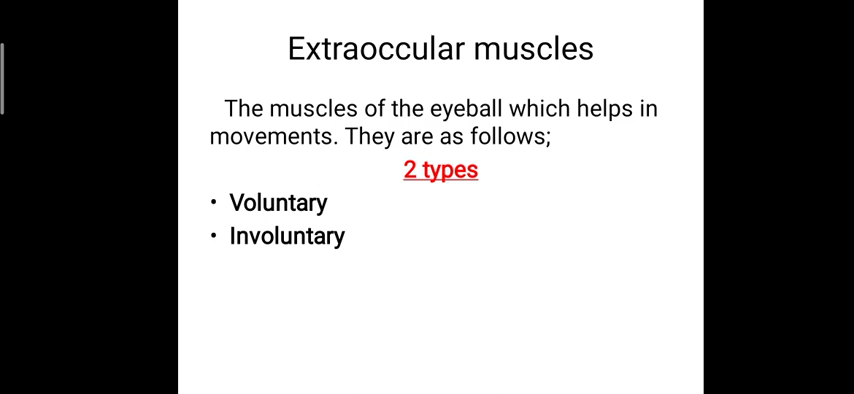 Extraoccular muscles
The muscles of the eyeball which helps in
movements. They are as follows;
2 types
• Voluntary
• Involuntary